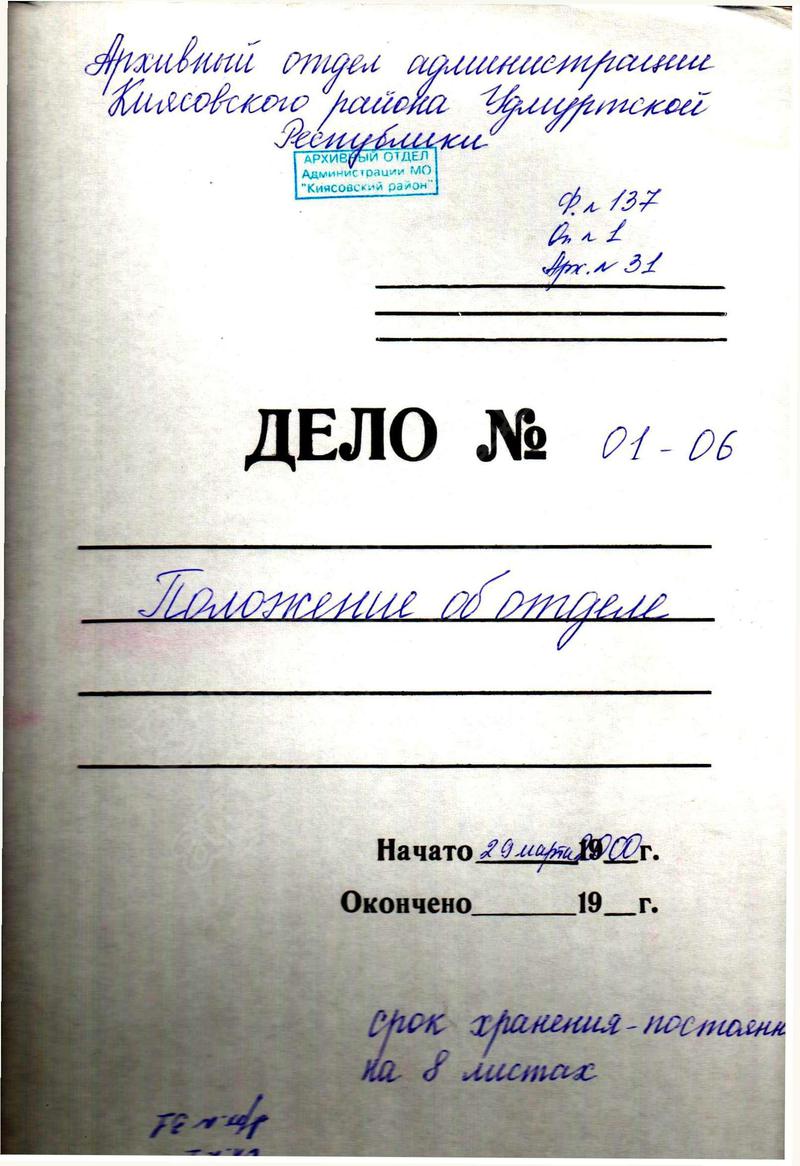 Архивный отдел администрации
Киясовского района Удмуртской
Республики
АРХИВНЫЙ ОТДЕЛ
Администрации МО
"Киясовский район"
Ф. № 137
Оп № 1
Арх. № 31
ДЕЛО № 01-06
Положение об отделе
Начато 29 марта 2000 г.
Окончено______19__г.
срок хранения-постоянн
на 8 листах